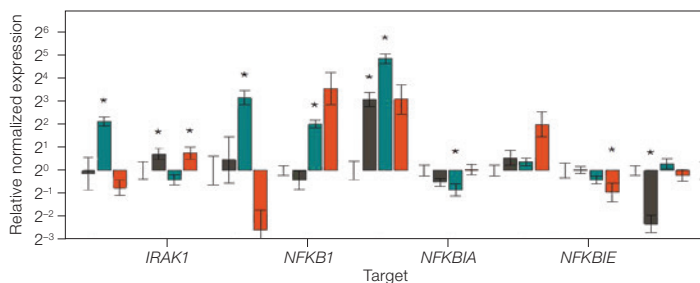 Relative normalized expression
2⁶
2⁵
2⁴
2³
2²
2¹
2⁰
2⁻¹
2⁻²
2⁻³
* * * * * * * * * *
IRAK1 NFKB1 NFKBIA NFKBIE
Target